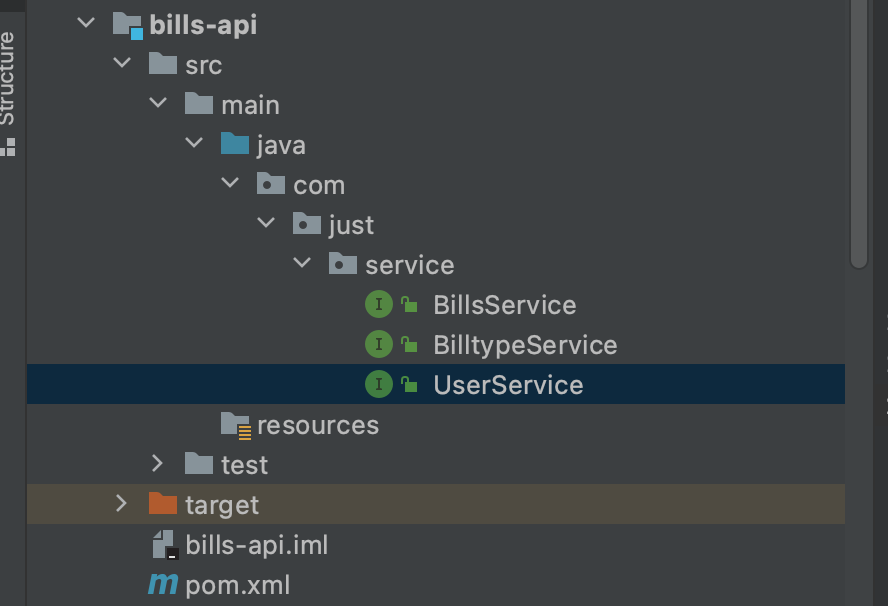 Structure
bills-api
src
main
java
com
just
service
I BillsService
I BilltypeService
I UserService
resources
test
target
bills-api.iml
m pom.xml